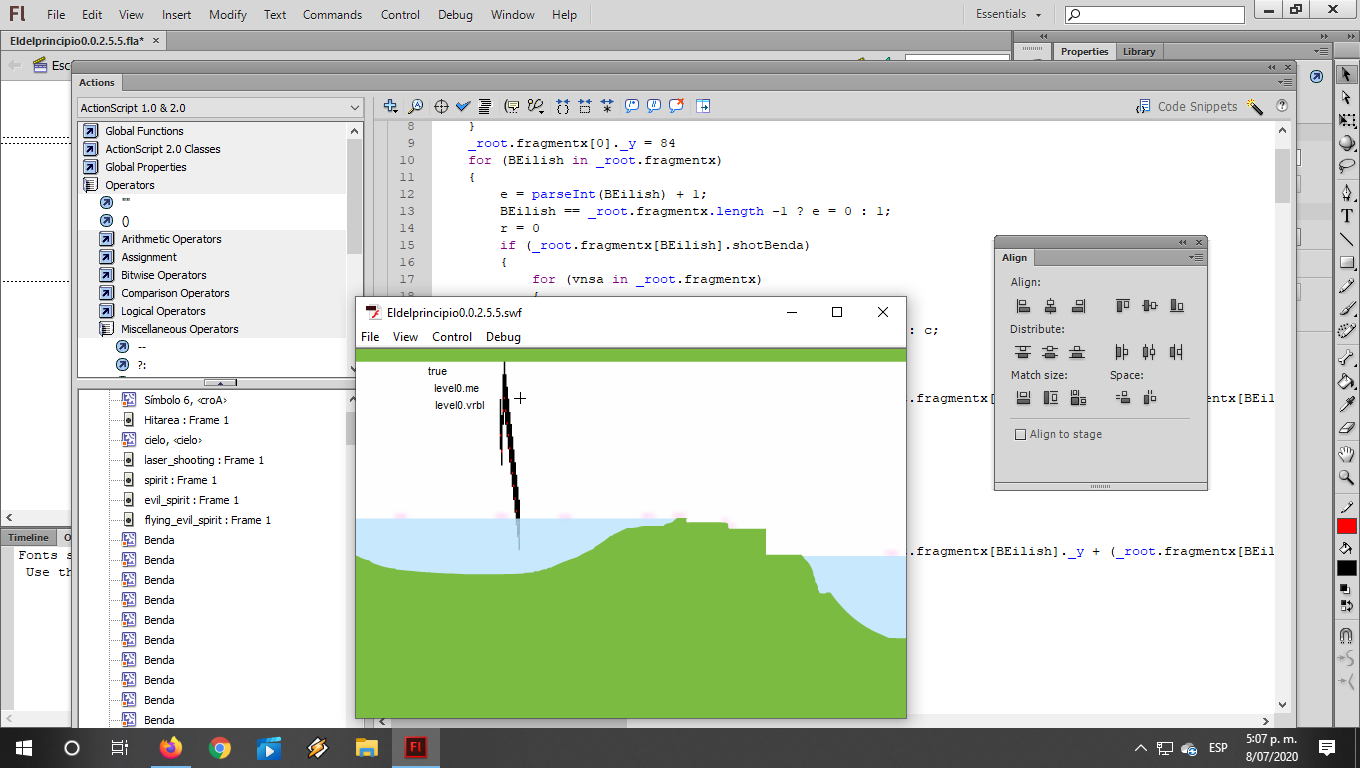 Fl File Edit View Insert Modify Text Commands Control Debug Window Help Essentials
Eldelprincipio0.0.2.5.5.fla* ×
Properties Library
Esc
Actions
ActionScript 1.0 & 2.0
Code Snippets
Global Functions
ActionScript 2.0 Classes
Global Properties
Operators
""
()
Arithmetic Operators
Assignment
Bitwise Operators
Comparison Operators
Logical Operators
Miscellaneous Operators
--
?:
8 }
9 _root.fragmentx[0]._y = 84
10 for (BEilish in _root.fragmentx)
11 {
12 e = parseInt(BEilish) + 1;
13 BEilish == _root.fragmentx.length -1 ? e = 0 : 1;
14 r = 0
15 if (_root.fragmentx[BEilish].shotBenda)
16 {
17 for (vnsa in _root.fragmentx)
: c;
.fragmentx[BEilish]._x + (_root.fragmentx[BEil
.fragmentx[BEilish]._y + (_root.fragmentx[BEil
Símbolo 6, <croA>
Hitarea : Frame 1
cielo, <cielo>
laser_shooting : Frame 1
spirit : Frame 1
evil_spirit : Frame 1
flying_evil_spirit : Frame 1
Benda
Benda
Benda
Benda
Benda
Benda
Benda
Benda
Benda
Benda
Timeline O
Fonts s
Use th
Eldelprincipio0.0.2.5.5.swf
File View Control Debug
true
level0.me
level0.vrbl
Align
Align:
Distribute:
Match size: Space:
Align to stage
T
Fl
ESP
5:07 p. m.
8/07/2020